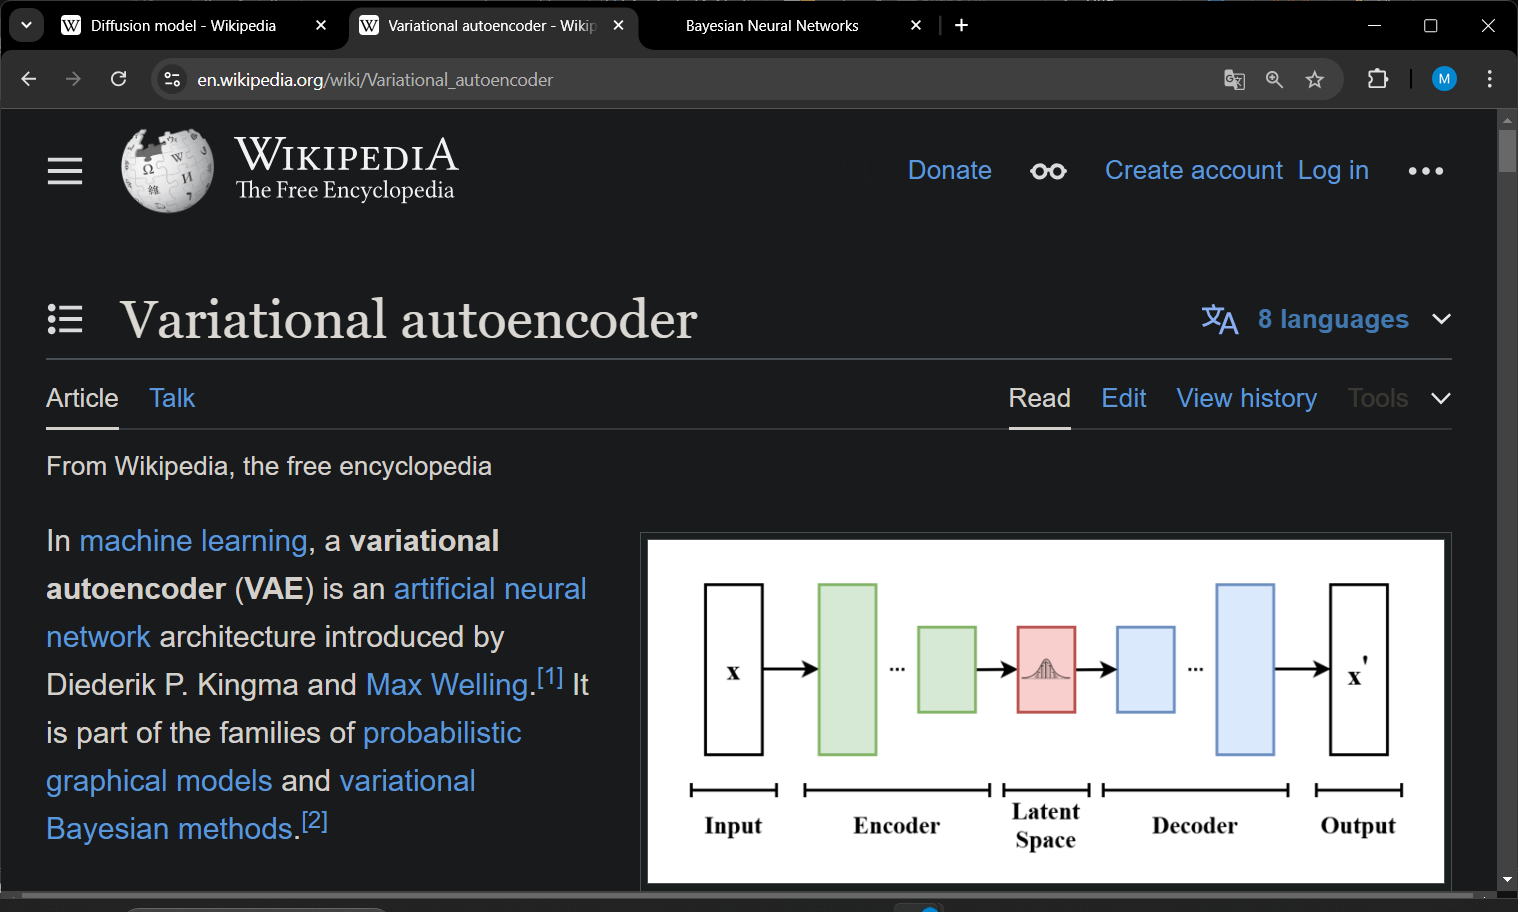 Diffusion model - Wikipedia
Variational autoencoder - Wikip
Bayesian Neural Networks
en.wikipedia.org/wiki/Variational_autoencoder
M
WIKIPEDIA
The Free Encyclopedia
Donate
Create account Log in
Variational autoencoder
8 languages
Article Talk
Read Edit View history Tools
From Wikipedia, the free encyclopedia
In machine learning, a variational
autoencoder (VAE) is an artificial neural
network architecture introduced by
Diederik P. Kingma and Max Welling.[1] It
is part of the families of probabilistic
graphical models and variational
Bayesian methods.[2]
x ... ... x'
Input Encoder Latent Space Decoder Output